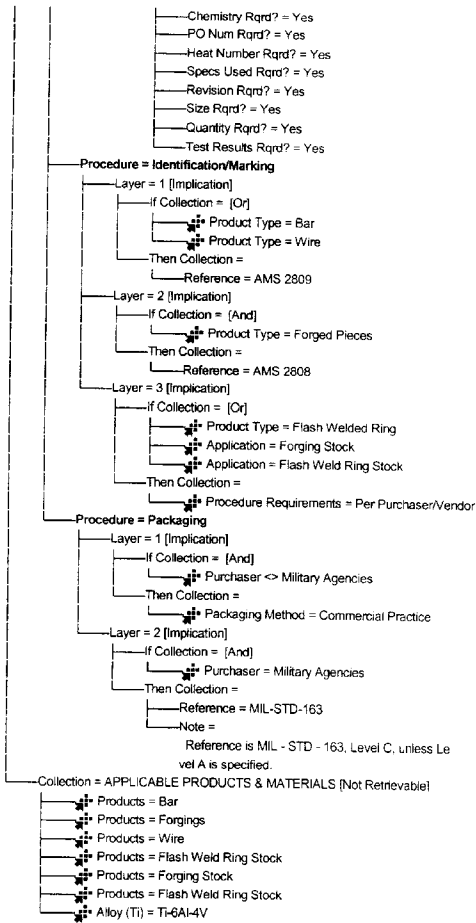 Chemistry Rqrd? = Yes
PO Num Rqrd? = Yes
Heat Number Rqrd? = Yes
Specs Used Rqrd? = Yes
Revision Rqrd? = Yes
Size Rqrd? = Yes
Quantity Rqrd? = Yes
Test Results Rqrd? = Yes
Procedure = Identification/Marking
Layer = 1 [Implication]
If Collection = [Or]
Product Type = Bar
Product Type = Wire
Then Collection =
Reference = AMS 2809
Layer = 2 [Implication]
If Collection = [And]
Product Type = Forged Pieces
Then Collection =
Reference = AMS 2808
Layer = 3 [Implication]
If Collection = [Or]
Product Type = Flash Welded Ring
Application = Forging Stock
Application = Flash Weld Ring Stock
Then Collection =
Procedure Requirements = Per Purchaser/Vendor
Procedure = Packaging
Layer = 1 [Implication]
If Collection = [And]
Purchaser <> Military Agencies
Then Collection =
Packaging Method = Commercial Practice
Layer = 2 [Implication]
If Collection = [And]
Purchaser = Military Agencies
Then Collection =
Reference = MIL-STD-163
Note =
Reference is MIL - STD - 163, Level C, unless Le
vel A is specified.
Collection = APPLICABLE PRODUCTS & MATERIALS [Not Retrievable]
Products = Bar
Products = Forgings
Products = Wire
Products = Flash Weld Ring Stock
Products = Forging Stock
Products = Flash Weld Ring Stock
Alloy (Ti) = Ti-6Al-4V